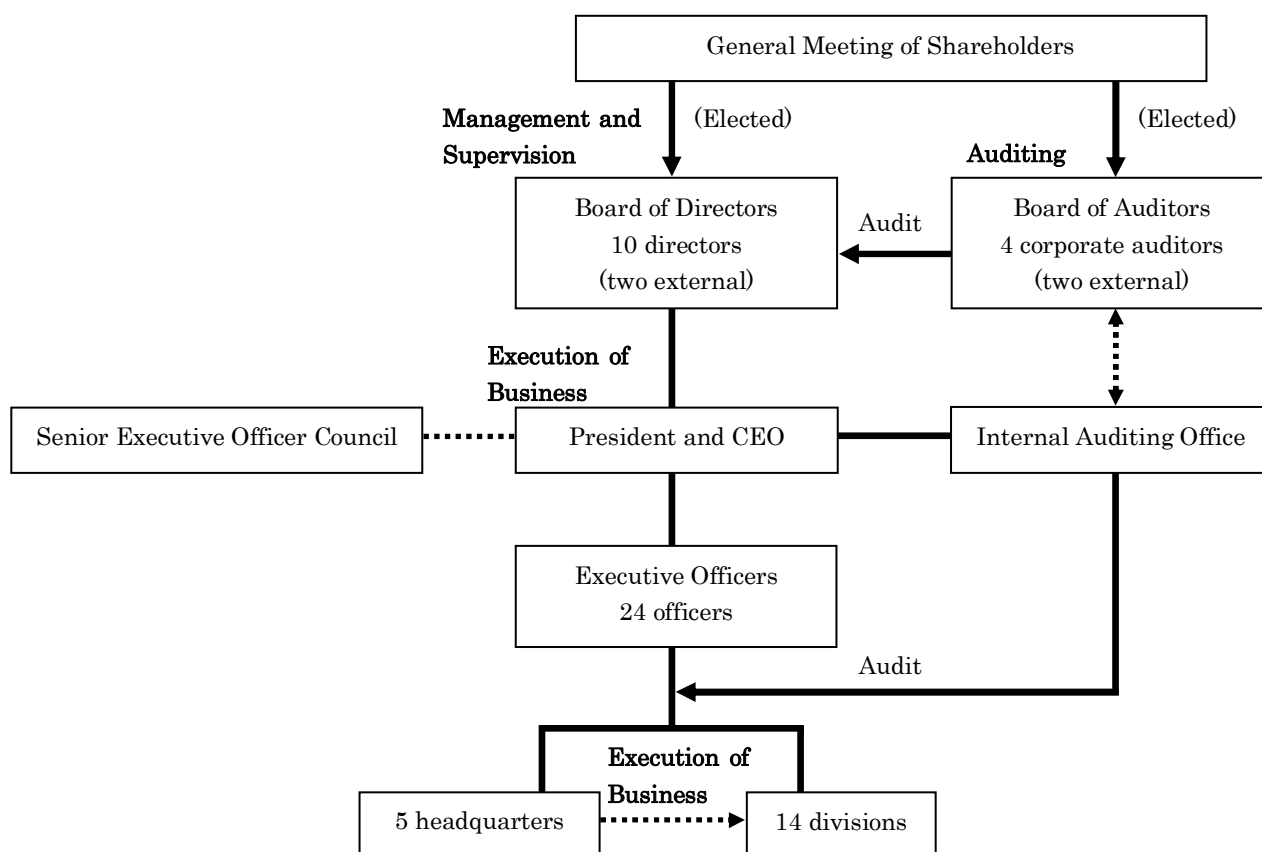 General Meeting of Shareholders
Management and
Supervision
(Elected)
(Elected)
Auditing
Board of Directors
10 directors
(two external)
Audit
Board of Auditors
4 corporate auditors
(two external)
Execution of
Business
Senior Executive Officer Council
President and CEO
Internal Auditing Office
Executive Officers
24 officers
Audit
Execution of
Business
5 headquarters
14 divisions